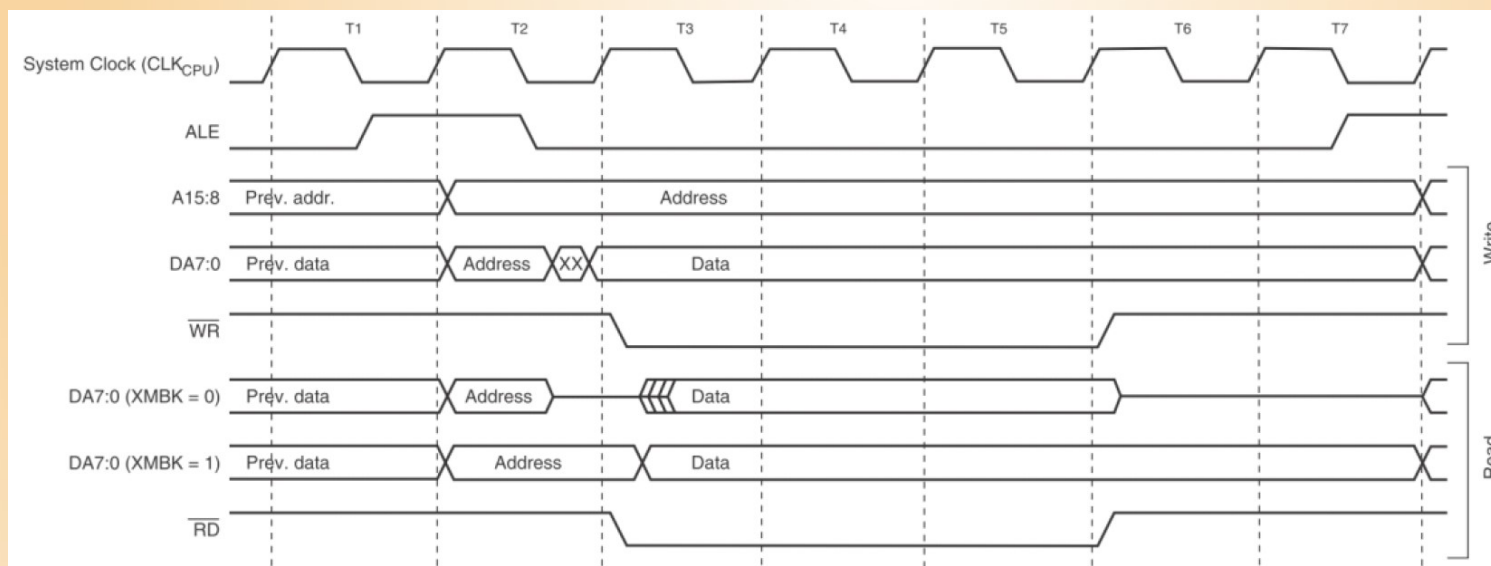 T1 T2 T3 T4 T5 T6 T7
System Clock (CLKCPU)
ALE
A15:8 Prev. addr. Address
DA7:0 Prev. data Address XX Data
WR
Write
DA7:0 (XMBK = 0) Prev. data Address Data
DA7:0 (XMBK = 1) Prev. data Address Data
RD
Read